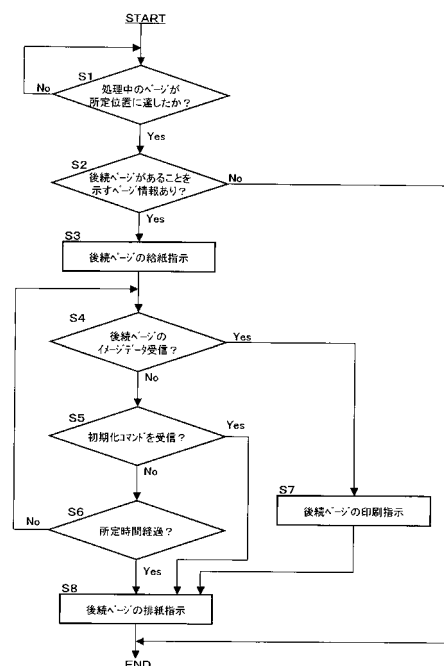 START
S1
処理中のページが
所定位置に達したか？
No
Yes
S2
後続ページがあることを
示すページ情報あり？
No
Yes
S3
後続ページの給紙指示
S4
後続ページの
イメージデータ受信？
Yes
No
S5
初期化コマンドを受信？
Yes
No
S6
所定時間経過？
No
Yes
S7
後続ページの印刷指示
S8
後続ページの排紙指示
END